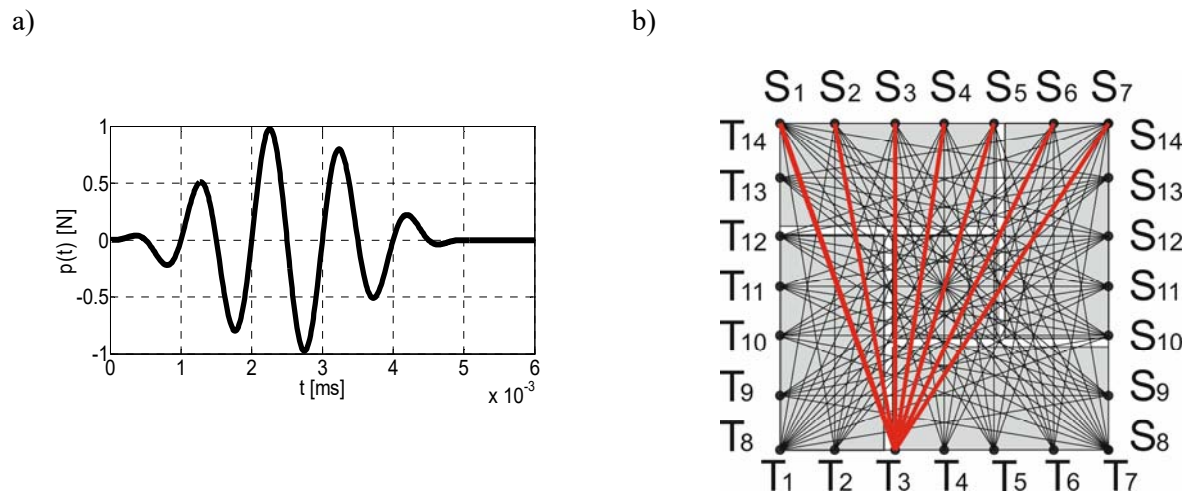 a)
b)
1
0.5
0
-0.5
-1
p(t) [N]
0 1 2 3 4 5 6
t [ms]
x 10-3
S1 S2 S3 S4 S5 S6 S7
T14 S14
T13 S13
T12 S12
T11 S11
T10 S10
T9 S9
T8 S8
T1 T2 T3 T4 T5 T6 T7